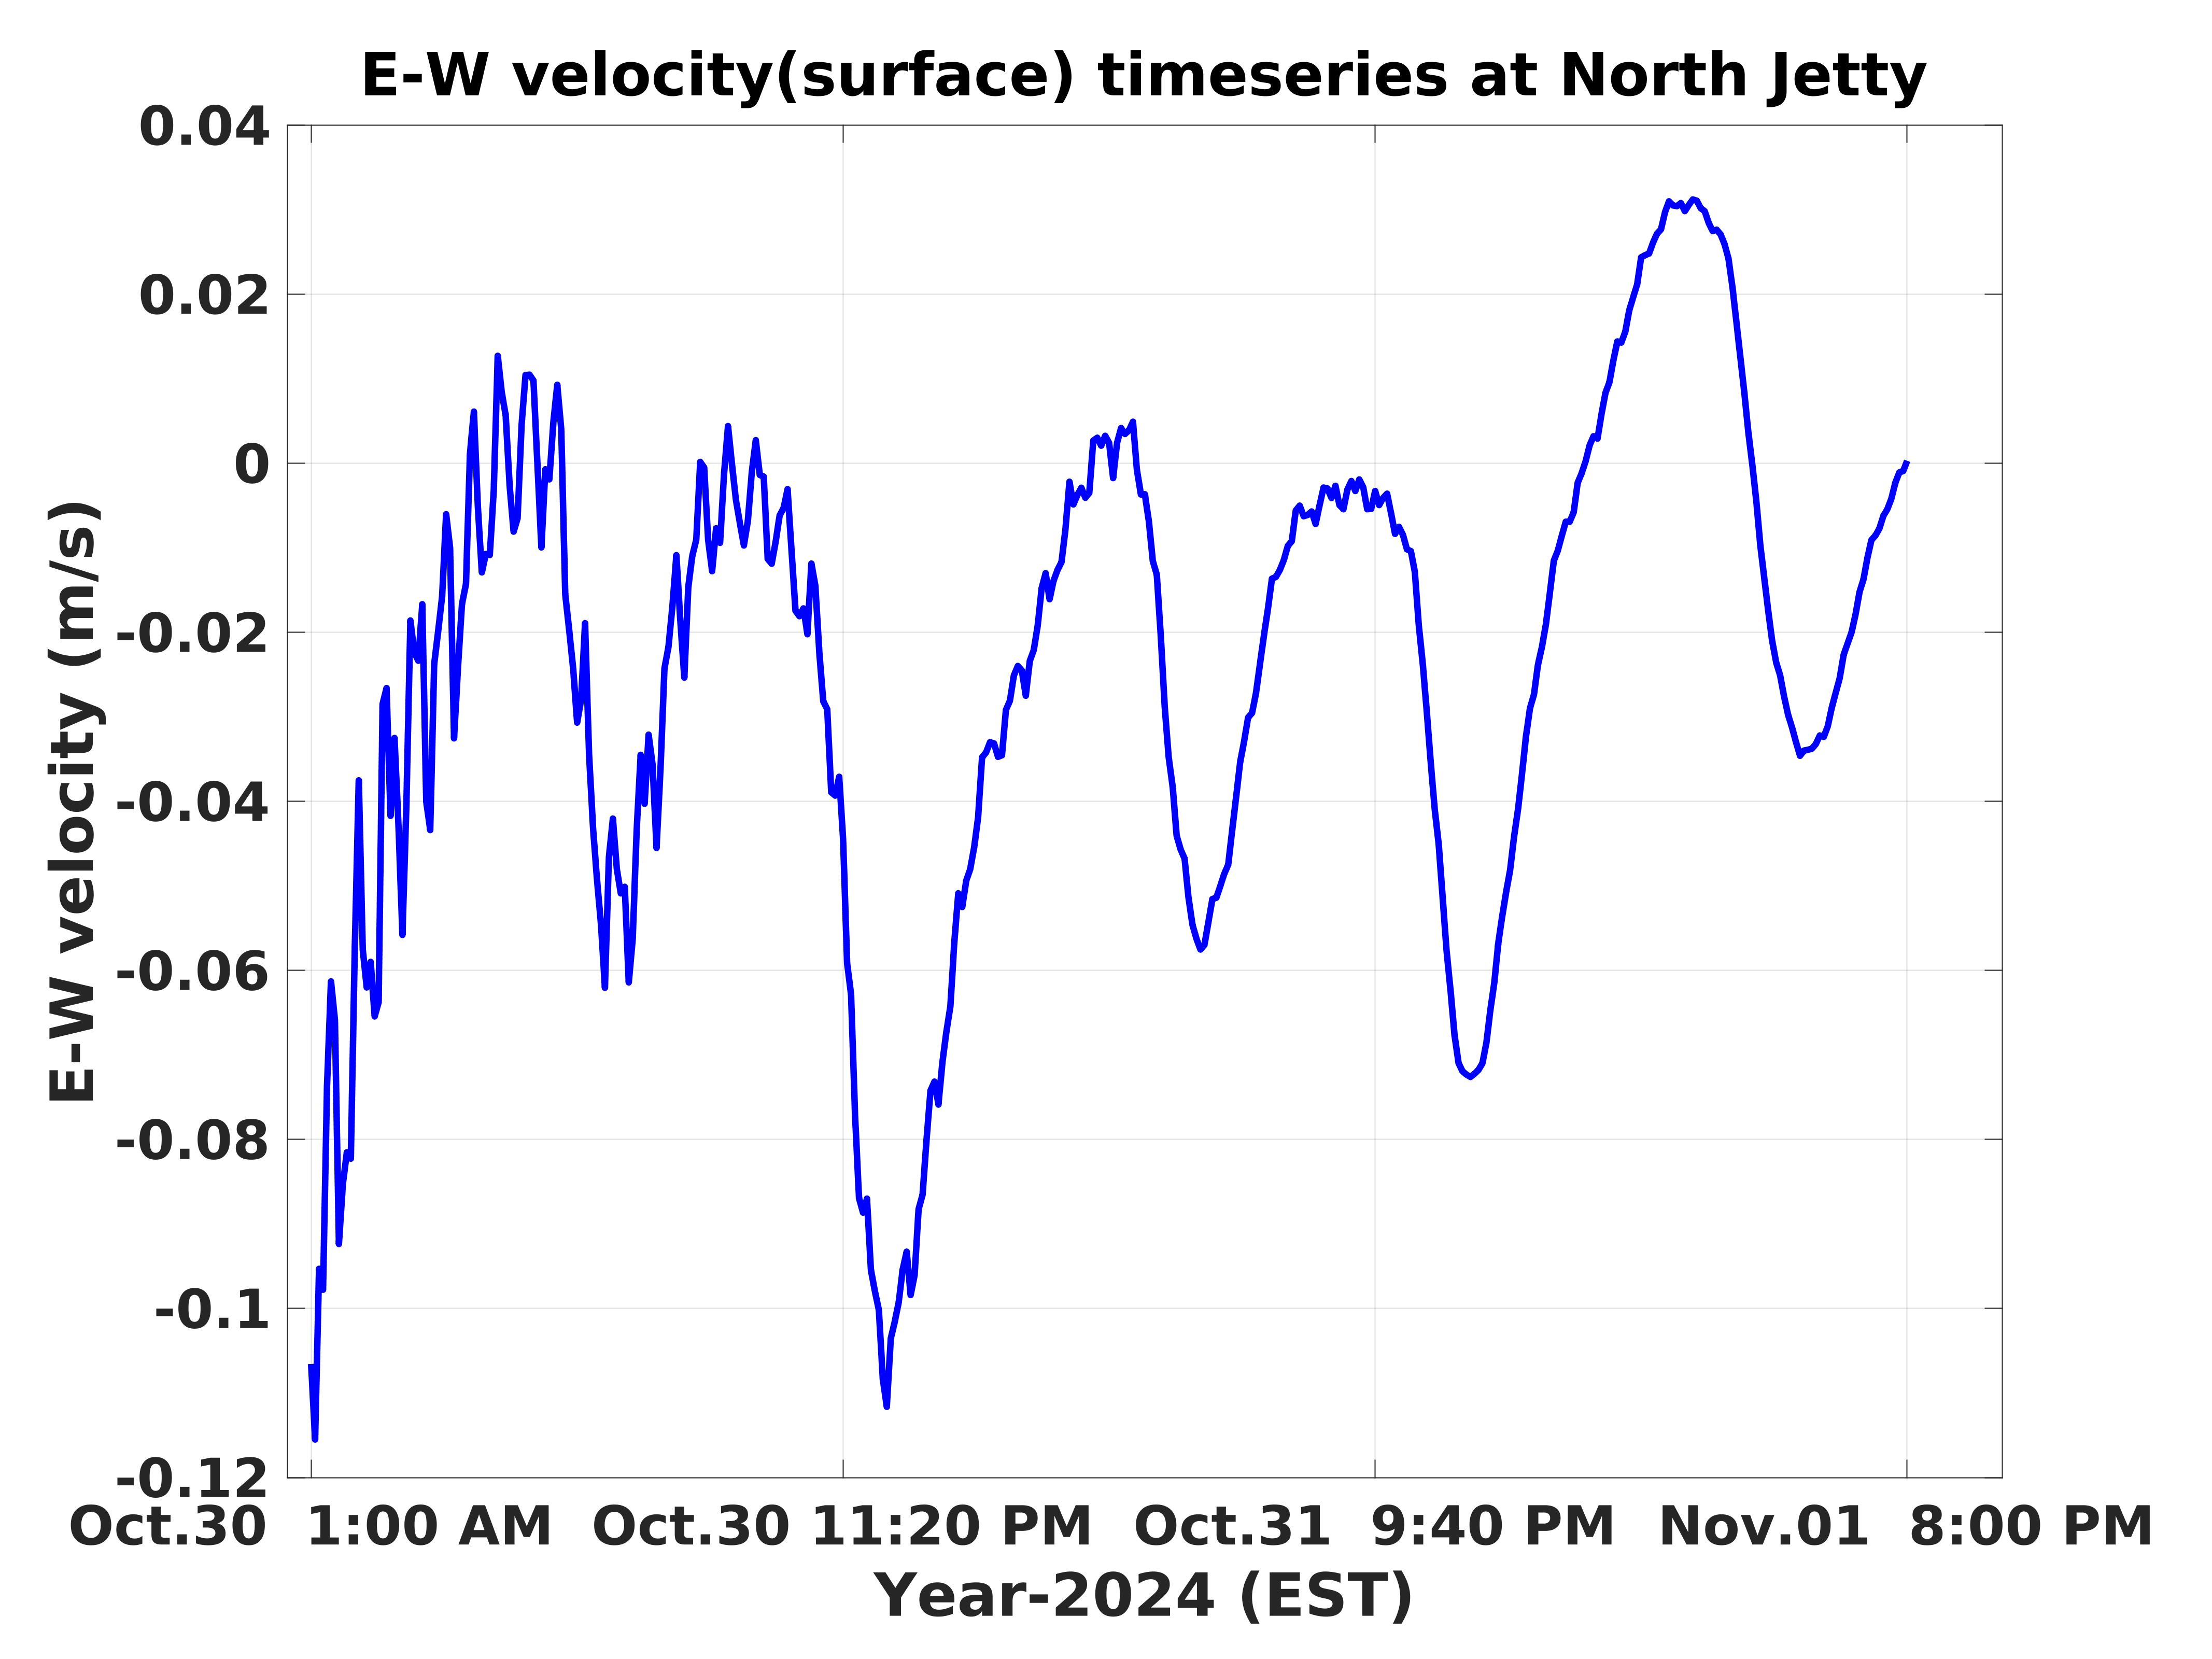 E-W velocity(surface) timeseries at North Jetty
0.04
0.02
0
-0.02
-0.04
-0.06
-0.08
-0.1
-0.12
E-W velocity (m/s)
Oct.30 1:00 AM Oct.30 11:20 PM Oct.31 9:40 PM Nov.01 8:00 PM
Year-2024 (EST)